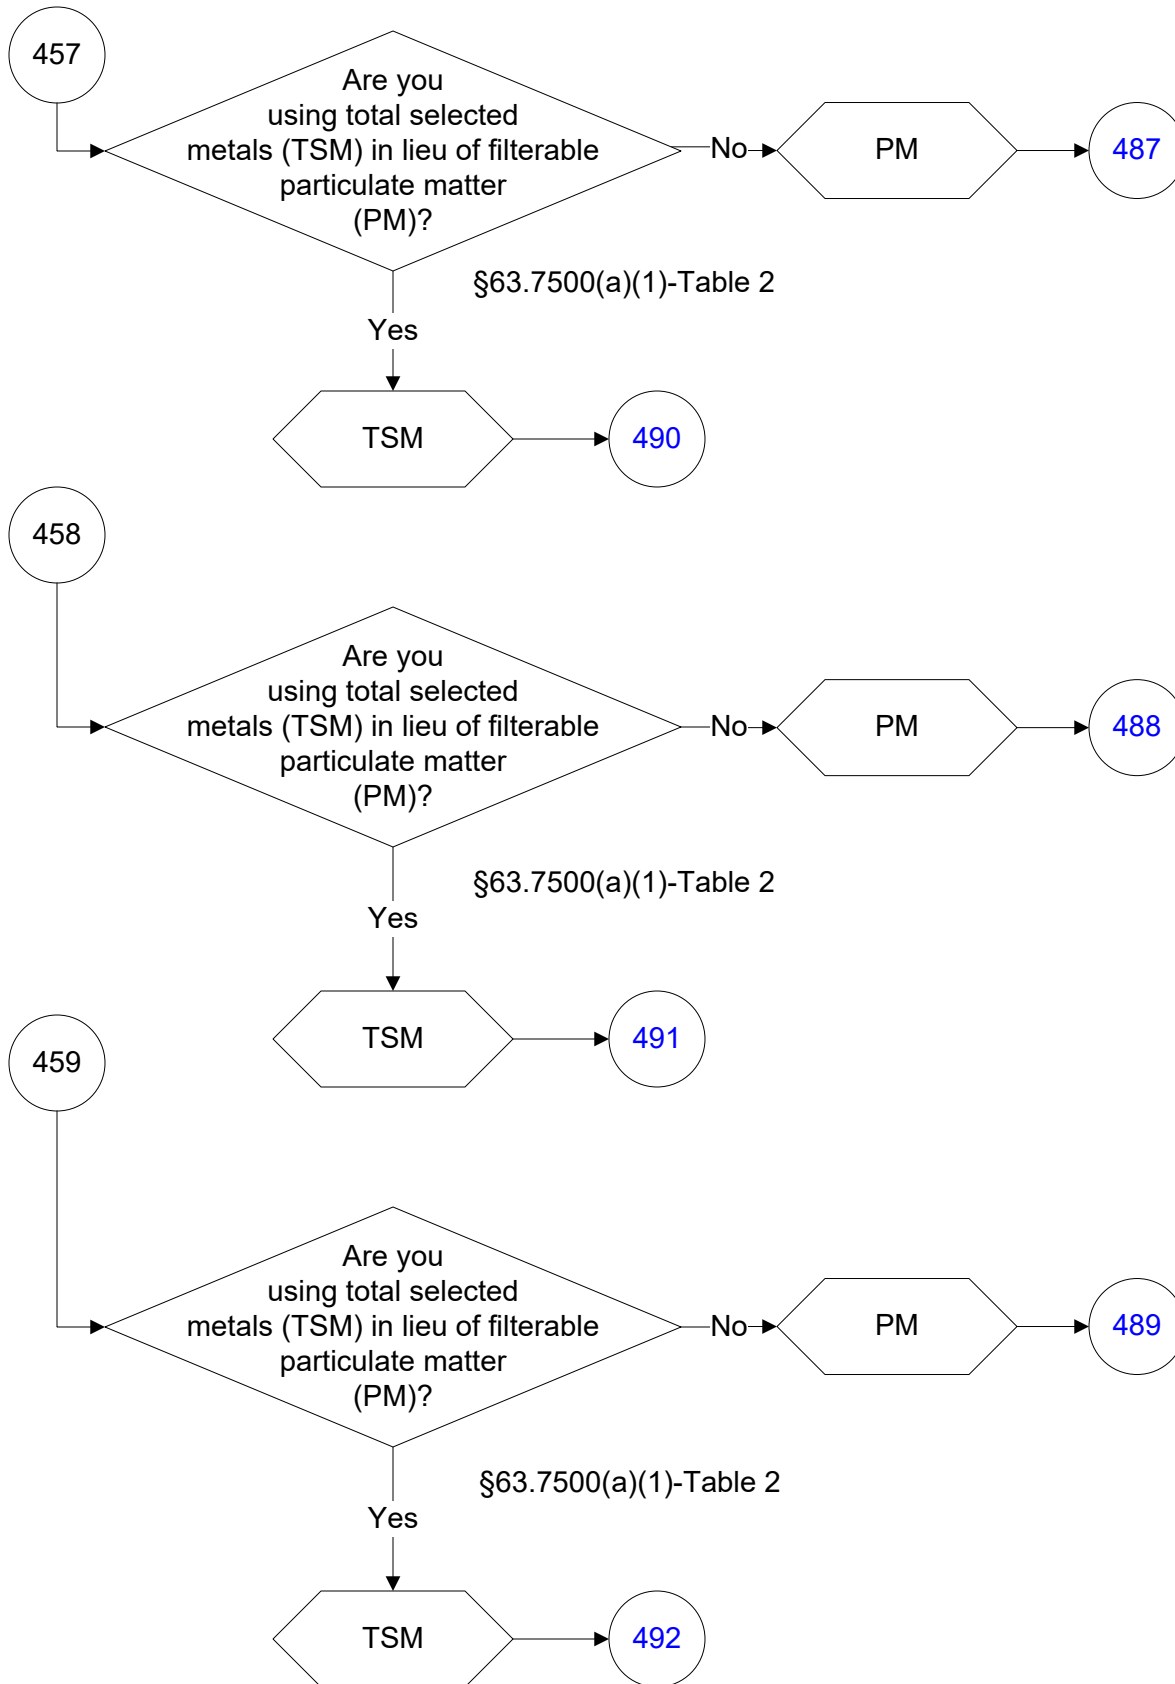 457
Are you
using total selected
metals (TSM) in lieu of filterable
particulate matter
(PM)?
No
PM
487
§63.7500(a)(1)-Table 2
Yes
TSM
490
458
Are you
using total selected
metals (TSM) in lieu of filterable
particulate matter
(PM)?
No
PM
488
§63.7500(a)(1)-Table 2
Yes
TSM
491
459
Are you
using total selected
metals (TSM) in lieu of filterable
particulate matter
(PM)?
No
PM
489
§63.7500(a)(1)-Table 2
Yes
TSM
492